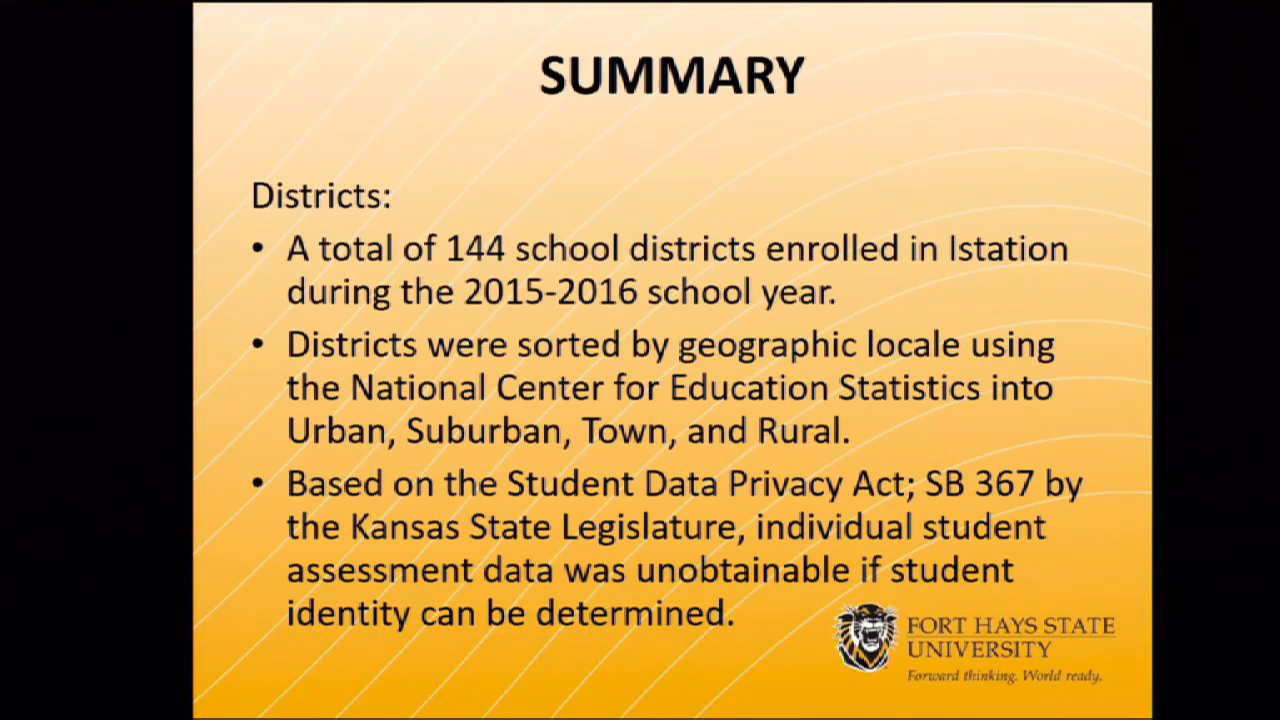 SUMMARY
Districts:
• A total of 144 school districts enrolled in Istation
during the 2015-2016 school year.
• Districts were sorted by geographic locale using
the National Center for Education Statistics into
Urban, Suburban, Town, and Rural.
• Based on the Student Data Privacy Act; SB 367 by
the Kansas State Legislature, individual student
assessment data was unobtainable if student
identity can be determined.
FORT HAYS STATE
UNIVERSITY
Forward thinking. World ready.